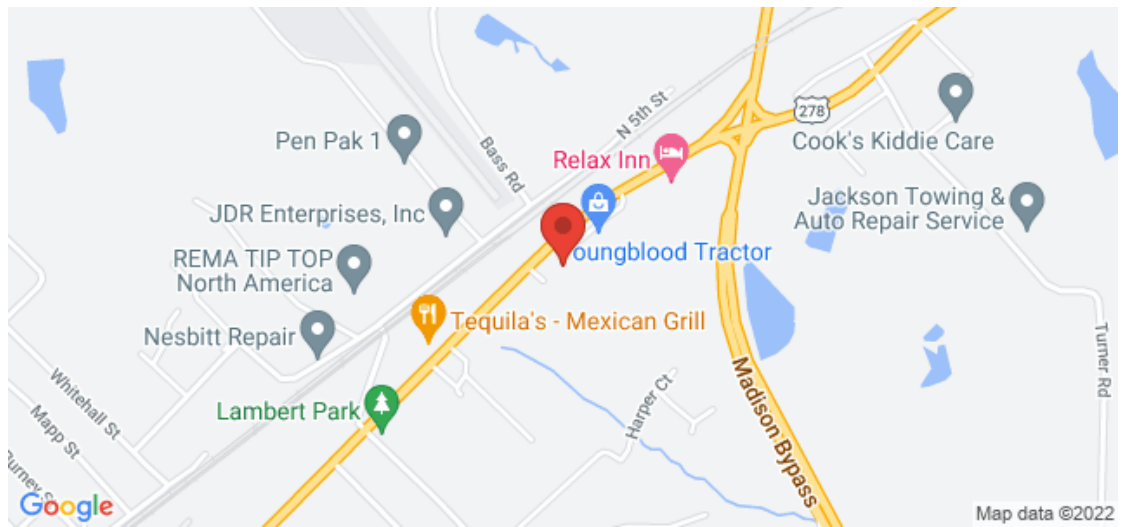 N 5th St
278
Pen Pak 1
Bass Rd
Relax Inn
Cook's Kiddie Care
JDR Enterprises, Inc
Jackson Towing &
Auto Repair Service
oungblood Tractor
REMA TIP TOP
North America
Tequila's - Mexican Grill
Nesbitt Repair
Turner Rd
Whitehall St
Madison Bypass
Harper Ct
Lambert Park
Mapp St
Burney S
Google
Map data ©2022